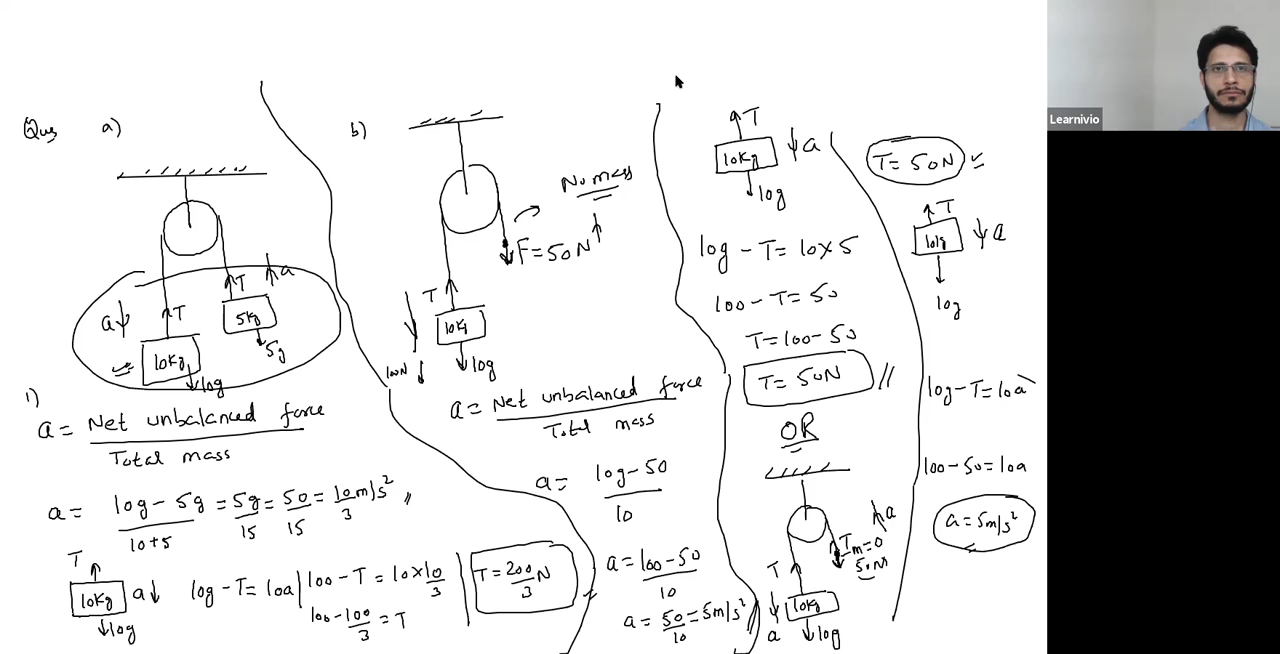 Ques a)
T
a
T
a
5kg
5g
10kg
10g
1)
a = Net unbalanced force
Total mass
a = 10g - 5g = 5g = 50 = 10 m/s²
10+5 15 15 3
T
10kg a
10g
10g - T = 10a
100 - T = 10 × 10
3
100 - 100 = T
3
T = 200 N
3
b)
No mass
F = 50N
T
10kg
100N
10g
a = Net unbalanced force
Total mass
a = 10g - 50
10
a = 100 - 50
10
a = 50 = 5 m/s²
10
T
10kg a
10g
10g - T = 10×5
100 - T = 50
T = 100 - 50
T = 50N
OR
a
T m=0
50N
T
10kg
a 10g
T = 50N
T
10kg a
10g
10g - T = 10a
100 - 50 = 10a
a = 5m/s²
Learnivio